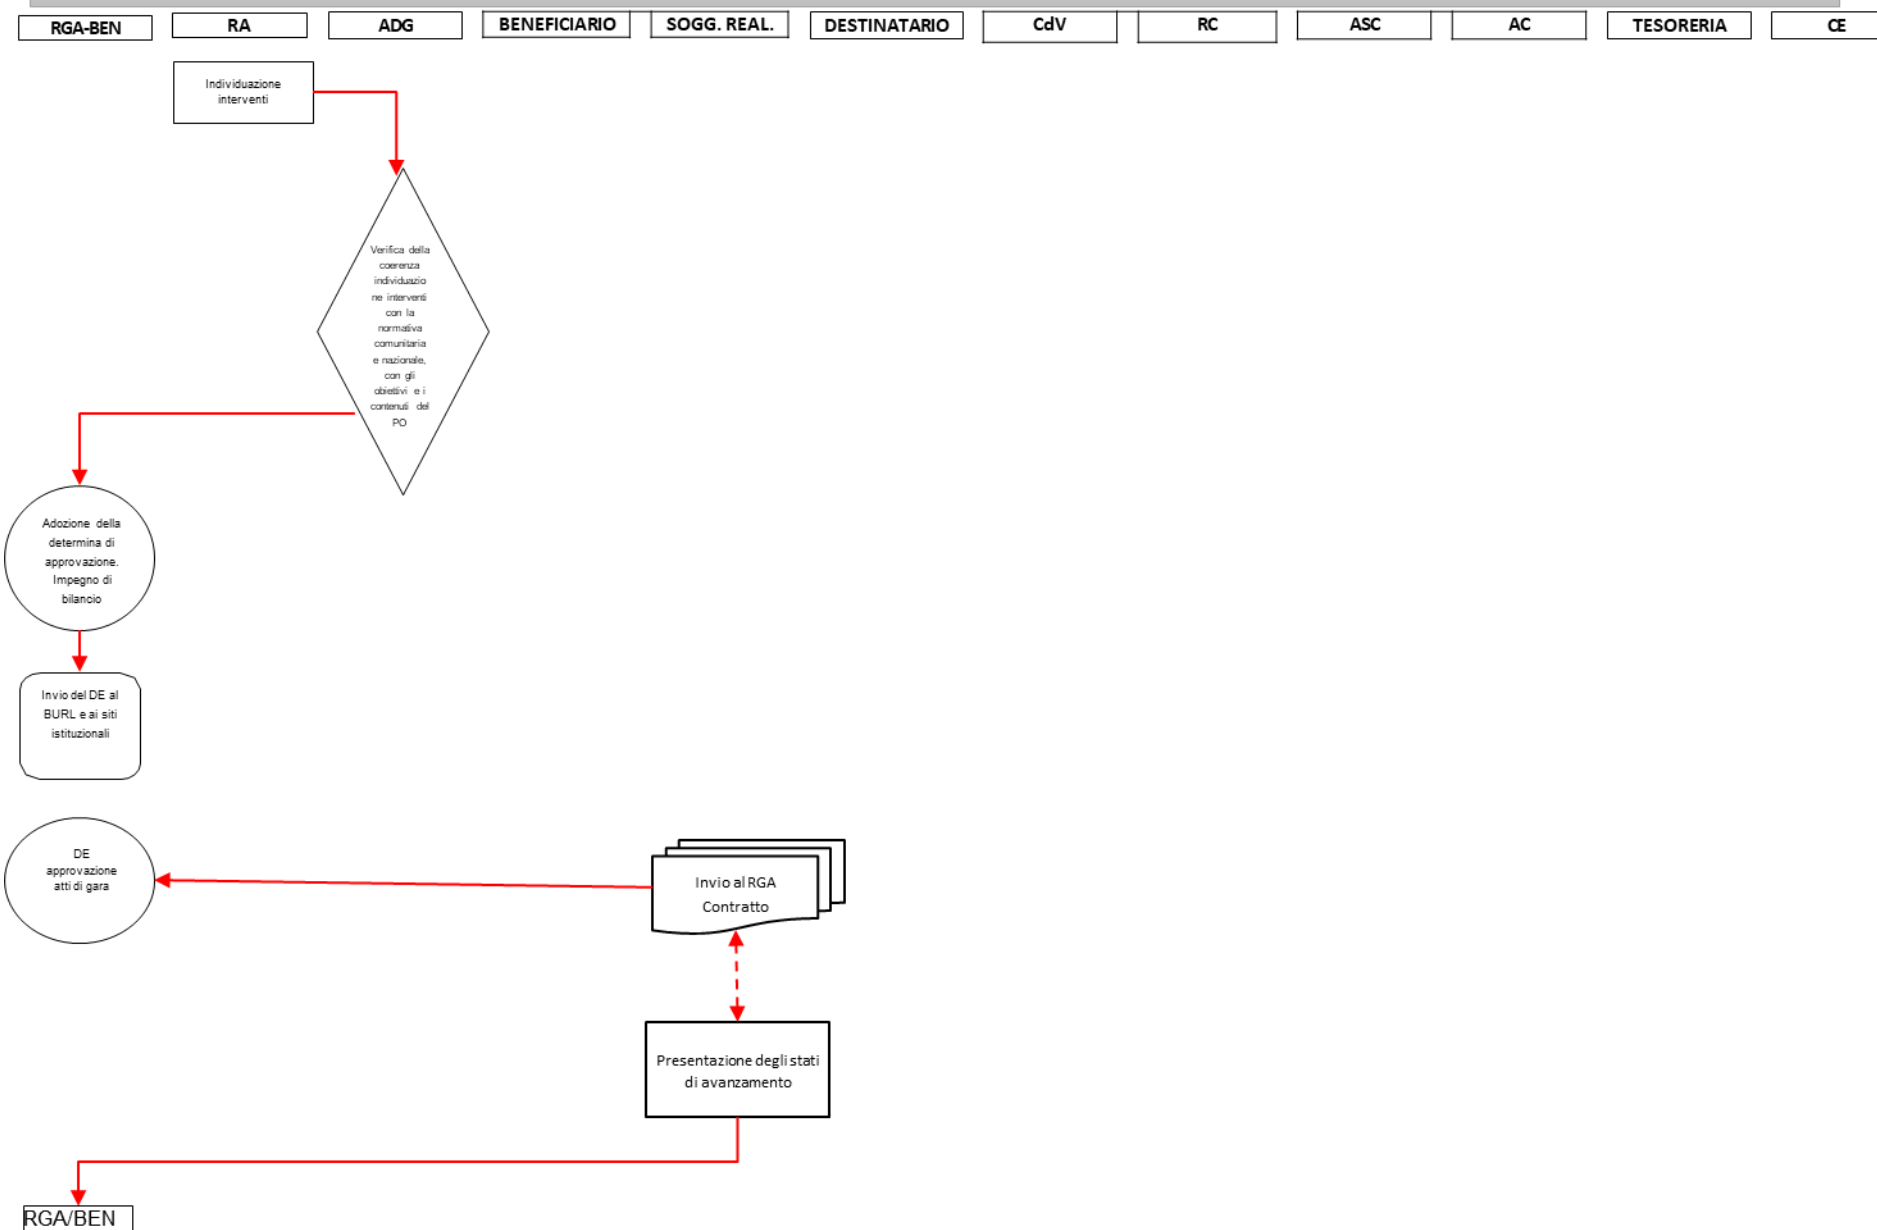 RGA-BEN RA ADG BENEFICIARIO SOGG. REAL. DESTINATARIO CdV RC ASC AC TESORERIA CE
Individuazione
interventi
Verifica della
coerenza
individuazio
ne interventi
con la
normativa
comunitaria
e nazionale,
con gli
obiettivi e i
contenuti del
PO
Adozione della
determina di
approvazione.
Impegno di
bilancio
Invio del DE al
BURL e ai siti
istituzionali
DE
approvazione
atti di gara
Invio al RGA
Contratto
Presentazione degli stati
di avanzamento
RGA/BEN